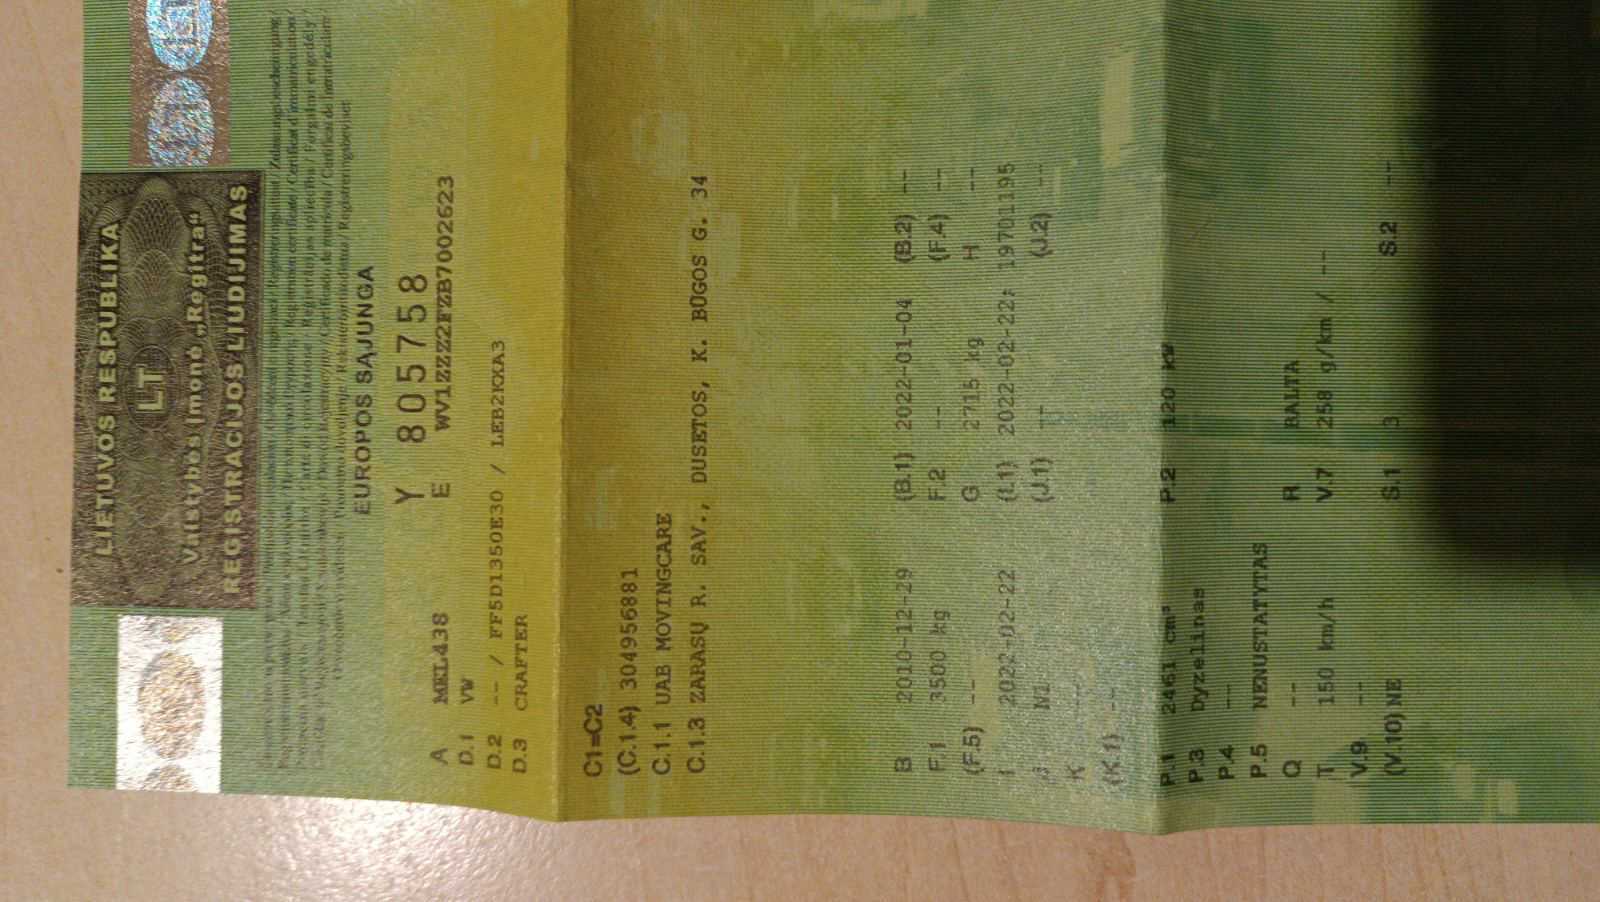 LIETUVOS RESPUBLIKA
LT
Valstybės įmonė „Regitra“
REGISTRACIJOS LIUDIJIMAS
EUROPOS SĄJUNGA
Y 805758
A MEL438 E WV1ZZZ2FZB7002623
D.1 VW
D.2 -- / FF5D1350E30 / LEB2KXA3
D.3 CRAFTER
C1=C2
(C.1.4) 304956881
C.1.1 UAB MOVINGCARE
C.1.3 ZARASŲ R. SAV., DUSETOS, K. BŪGOS G. 34
B 2010-12-29 (B.1) 2022-01-04 (B.2) --
F.1 3500 kg F.2 -- (F.4) --
(F.5) -- G 2715 kg H --
I 2022-02-22 (I.1) 2022-02-22; 197011195
J N1 (J.1) -- (J.2) --
K --
(K.1) --
P.1 2461 cm³ P.2 120 kW
P.3 Dyzelinas
P.4 --
P.5 NENUSTATYTAS
Q -- R BALTA
T 150 km/h V.7 258 g/km / --
V.9 --
(V.10) NE S.1 3 S.2 --